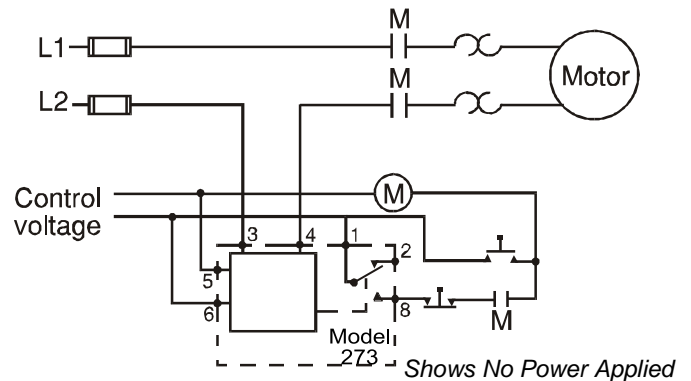 M
L1
M
Motor
L2
Control
voltage
M
3
4
1
2
5
6
8
M
Model
273
Shows No Power Applied